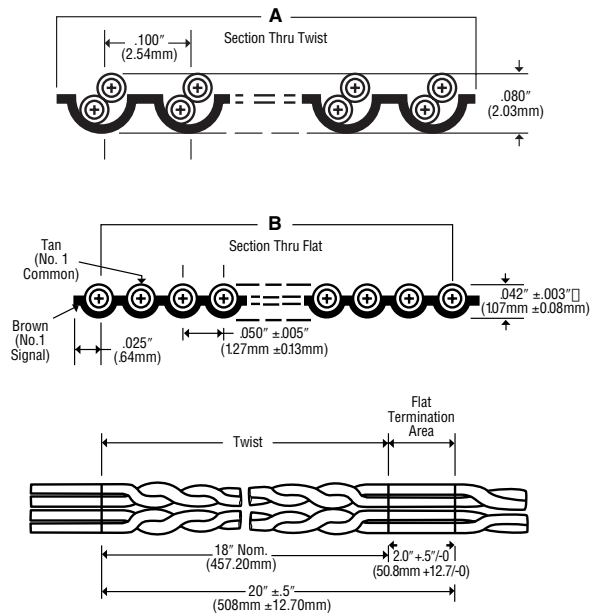 A
.100"
(2.54mm)
Section Thru Twist
.080"
(2.03mm)
B
Section Thru Flat
Tan
(No. 1
Common)
Brown
(No.1
Signal)
.025"
(.64mm)
.050" ±.005"
(1.27mm ±0.13mm)
.042" ±.003"□
(1.07mm ±0.08mm)
Flat
Termination
Area
Twist
18" Nom.
(457.20mm)
2.0"+.5"/-0
(50.8mm +12.7/-0)
20" ±.5"
(508mm ±12.70mm)